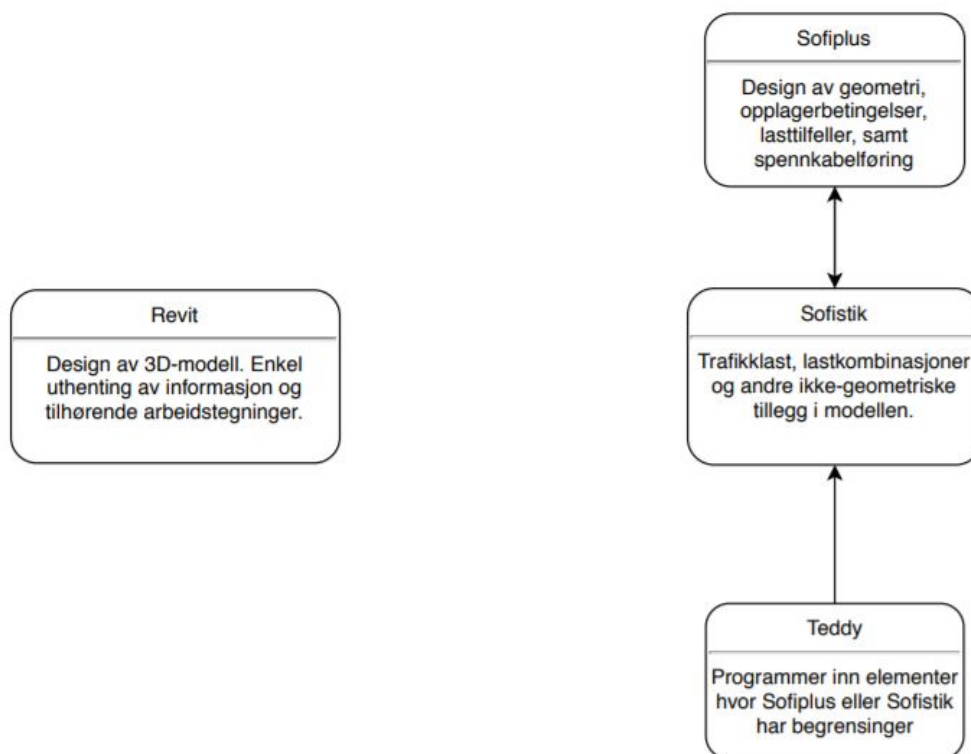 Sofiplus
Design av geometri,
opplagerbetingelser,
lasttilfeller, samt
spennkabelføring
Revit
Design av 3D-modell. Enkel
uthenting av informasjon og
tilhørende arbeidstegninger.
Sofistik
Trafikklast, lastkombinasjoner
og andre ikke-geometriske
tillegg i modellen.
Teddy
Programmer inn elementer
hvor Sofiplus eller Sofistik
har begrensinger